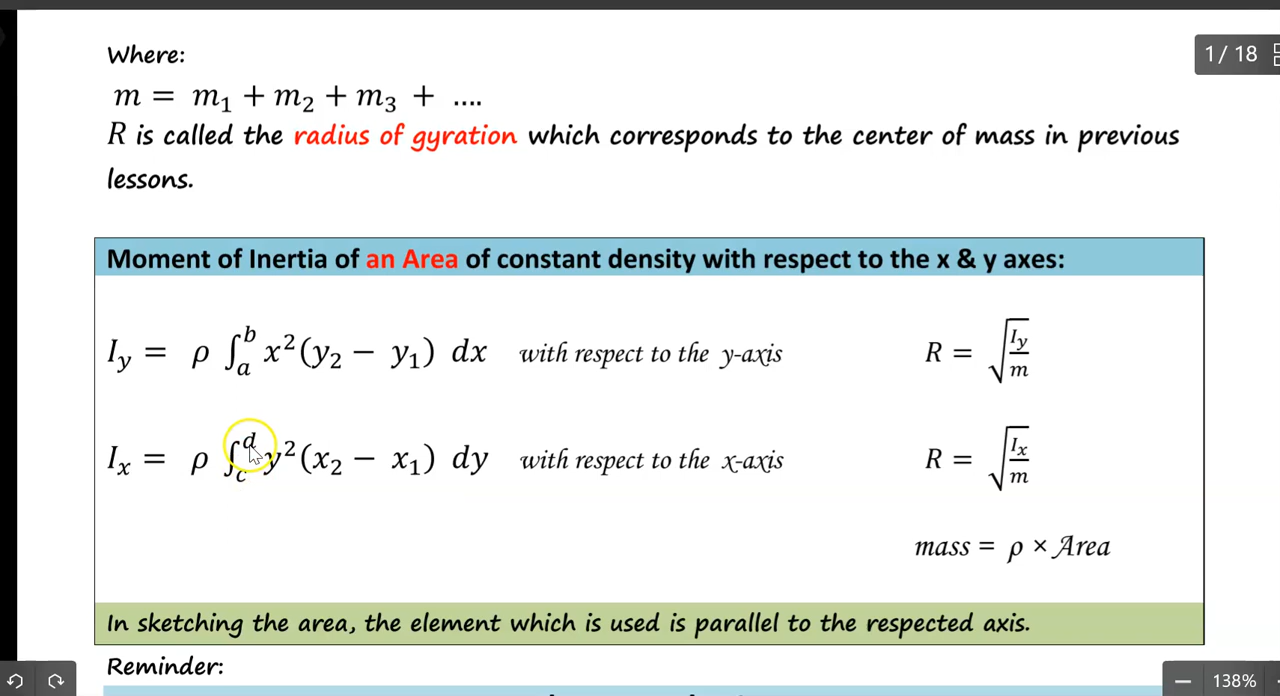 Where:
1 / 18
m = m₁ + m₂ + m₃ + ....
R is called the radius of gyration which corresponds to the center of mass in previous
lessons.
Moment of Inertia of an Area of constant density with respect to the x & y axes:
I_y = ρ ∫_a^b x²(y₂ − y₁) dx with respect to the y-axis R = √(I_y/m)
I_x = ρ ∫_c^d y²(x₂ − x₁) dy with respect to the x-axis R = √(I_x/m)
mass = ρ × Area
In sketching the area, the element which is used is parallel to the respected axis.
Reminder:
138%